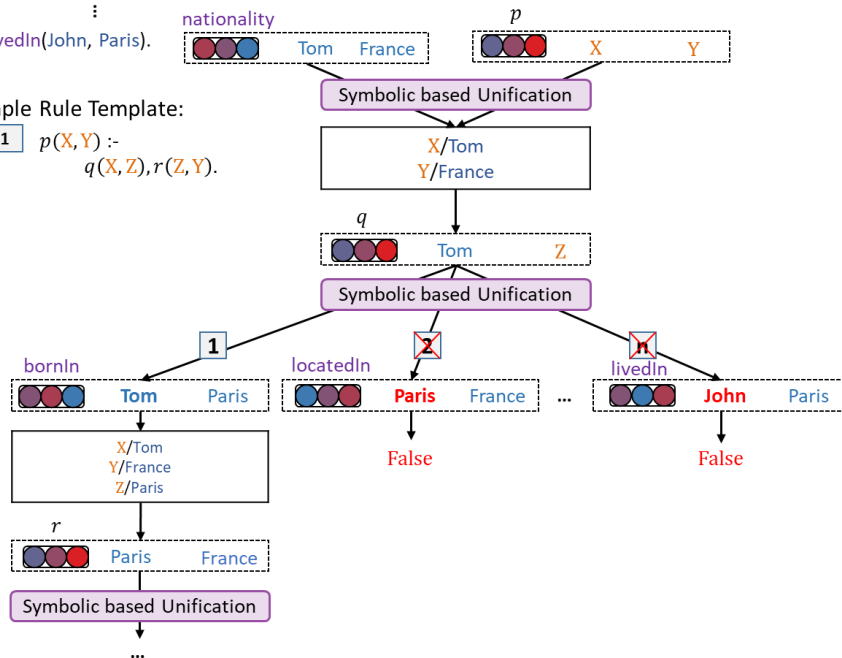 ⋮
vedIn(John, Paris).
nationality
Tom France
p
X Y
Symbolic based Unification
ple Rule Template:
1 p(X,Y) :-
q(X,Z),r(Z,Y).
X/Tom
Y/France
q
Tom Z
Symbolic based Unification
1 2 n
bornIn
Tom Paris
locatedIn
Paris France
...
livedIn
John Paris
False
False
X/Tom
Y/France
Z/Paris
r
Paris France
Symbolic based Unification
...